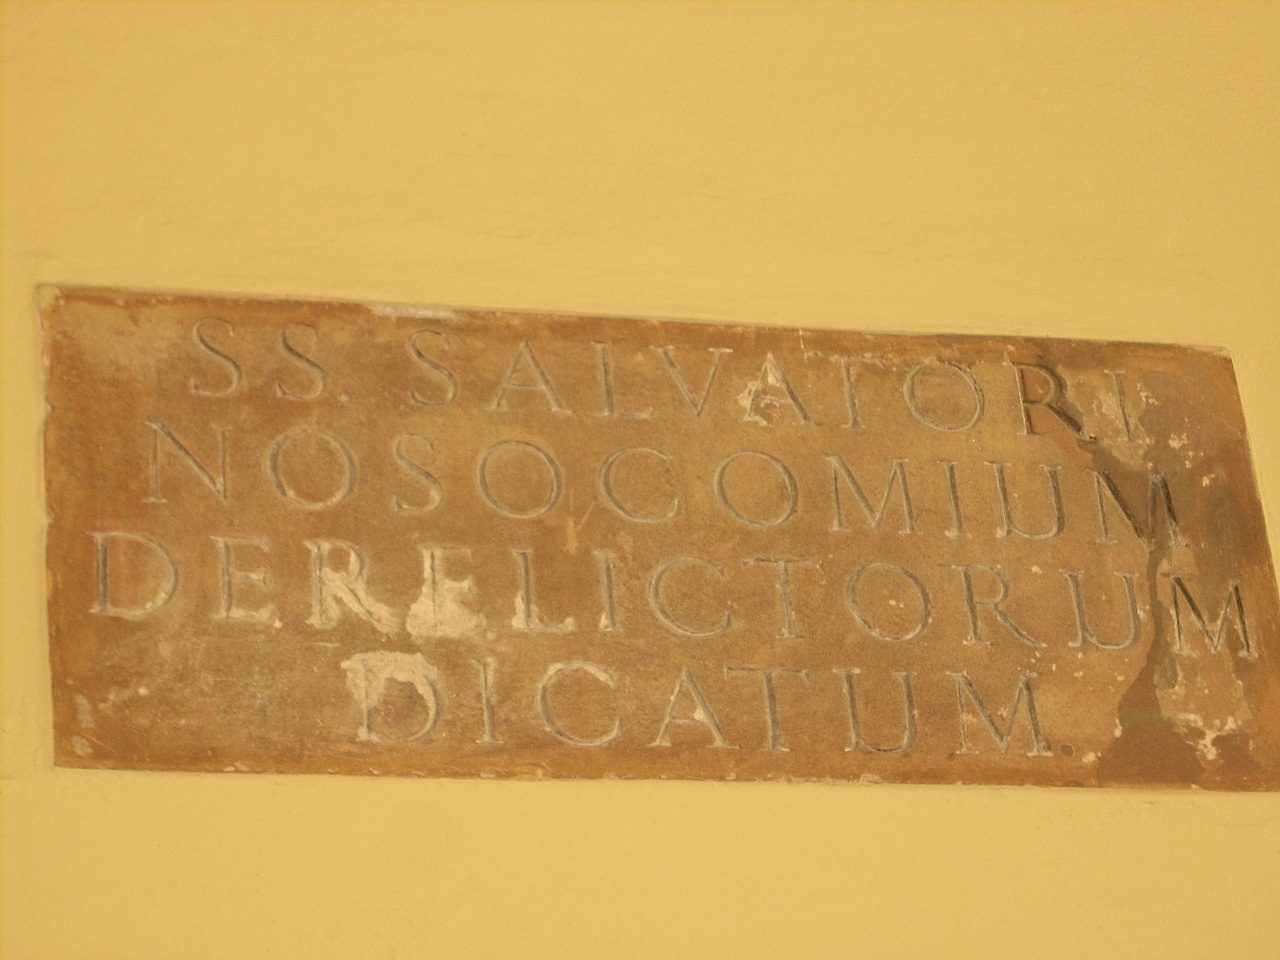 SS. SALVATORI
NOSOCOMIUM
DERELICTORUM
DICATUM.